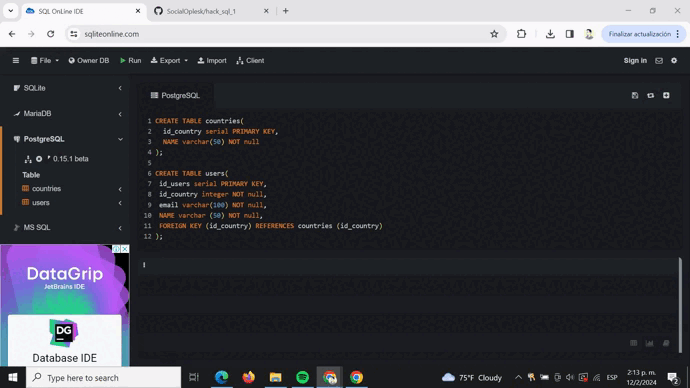 SQL OnLine IDE
SocialOplesk/hack_sql_1
sqliteonline.com
Finalizar actualización
File
Owner DB
Run
Export
Import
Client
Sign in
SQLite
MariaDB
PostgreSQL
0.15.1 beta
Table
countries
users
MS SQL
PostgreSQL
1 CREATE TABLE countries(
2 id_country serial PRIMARY KEY,
3 NAME varchar(50) NOT null
4 );
5
6 CREATE TABLE users(
7 id_users serial PRIMARY KEY,
8 id_country integer NOT null,
9 email varchar(100) NOT null,
10 NAME varchar (50) NOT null,
11 FOREIGN KEY (id_country) REFERENCES countries (id_country)
12 );
DataGrip
JetBrains IDE
DG
Database IDE
Type here to search
75°F Cloudy
ESP
2:13 p. m.
12/2/2024
2